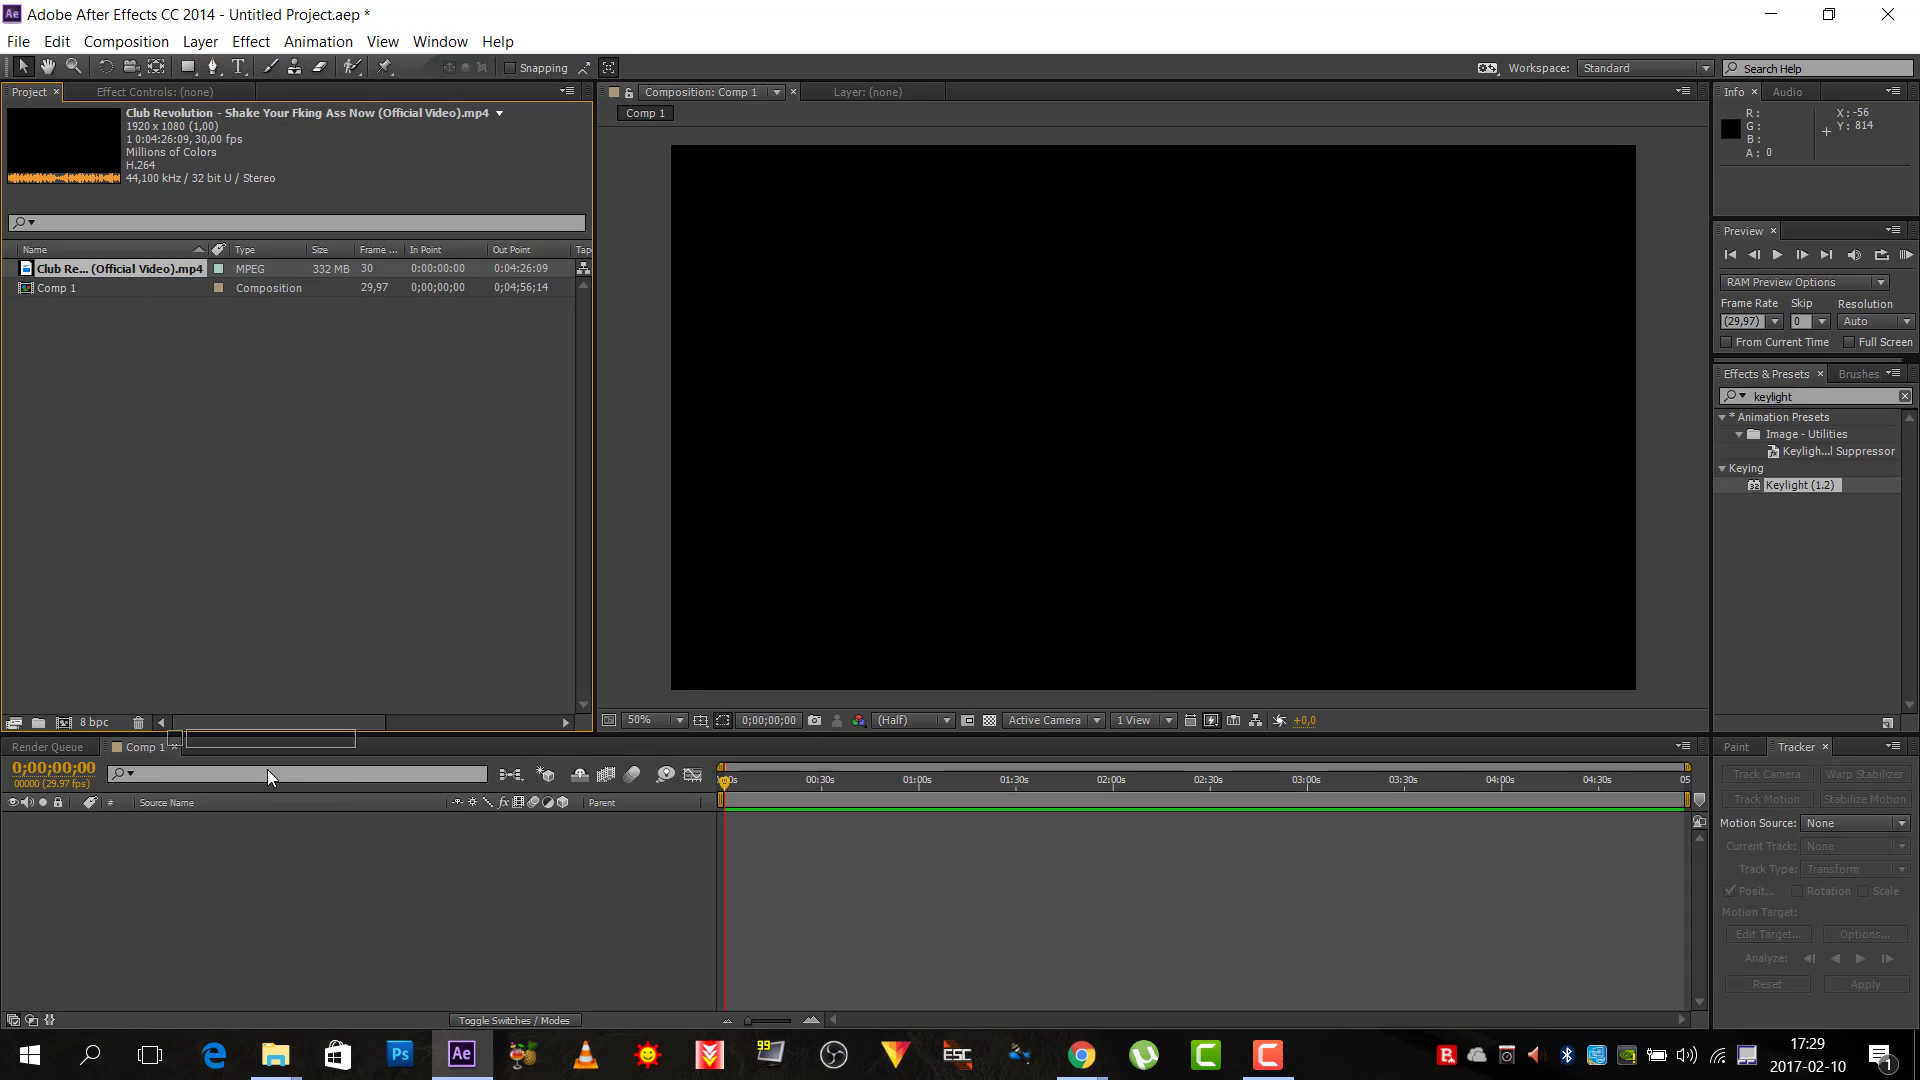 Adobe After Effects CC 2014 - Untitled Project.aep *
File Edit Composition Layer Effect Animation View Window Help
Snapping
Workspace: Standard
Search Help
Project × Effect Controls: (none)
Club Revolution - Shake Your Fking Ass Now (Official Video).mp4
1920 x 1080 (1,00)
1 0:04:26:09, 30,00 fps
Millions of Colors
H.264
44,100 kHz / 32 bit U / Stereo
Name Type Size Frame ... In Point Out Point Tap
Club Re... (Official Video).mp4 MPEG 332 MB 30 0:00:00:00 0:04:26:09
Comp 1 Composition 29,97 0;00;00;00 0;04;56;14
8 bpc
Composition: Comp 1 × Layer: (none)
Comp 1
50% 0;00;00;00 (Half) Active Camera 1 View +0,0
Info × Audio
R: X: -56
G: Y: 814
B:
A: 0
Preview ×
RAM Preview Options
Frame Rate Skip Resolution
(29,97) 0 Auto
From Current Time Full Screen
Effects & Presets × Brushes
keylight
* Animation Presets
Image - Utilities
Keyligh...l Suppressor
Keying
Keylight (1.2)
Render Queue Comp 1 ×
0;00;00;00
00000 (29.97 fps)
# Source Name Parent
00s 00:30s 01:00s 01:30s 02:00s 02:30s 03:00s 03:30s 04:00s 04:30s 05
Toggle Switches / Modes
Paint Tracker ×
Track Camera Warp Stabilizer
Track Motion Stabilize Motion
Motion Source: None
Current Track: None
Track Type: Transform
Posit... Rotation Scale
Motion Target:
Edit Target... Options...
Analyze:
Reset Apply
Ps Ae 99 ESC
17:29
2017-02-10
1